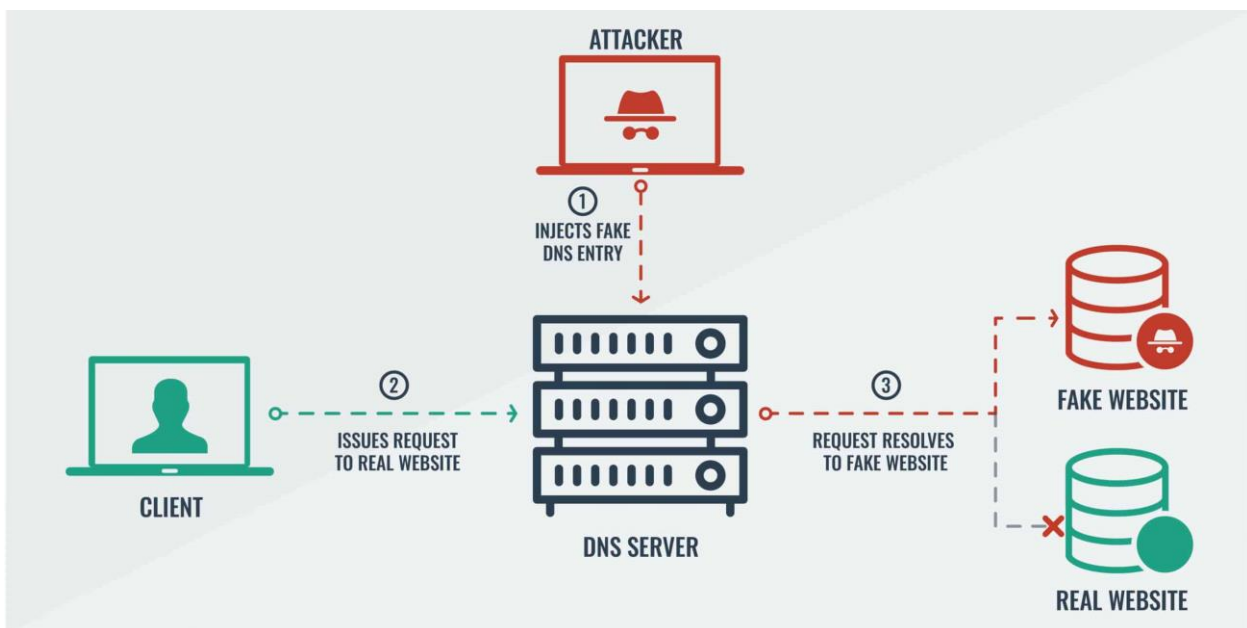 ATTACKER
1
INJECTS FAKE
DNS ENTRY
2
ISSUES REQUEST
TO REAL WEBSITE
CLIENT
DNS SERVER
3
REQUEST RESOLVES
TO FAKE WEBSITE
FAKE WEBSITE
REAL WEBSITE